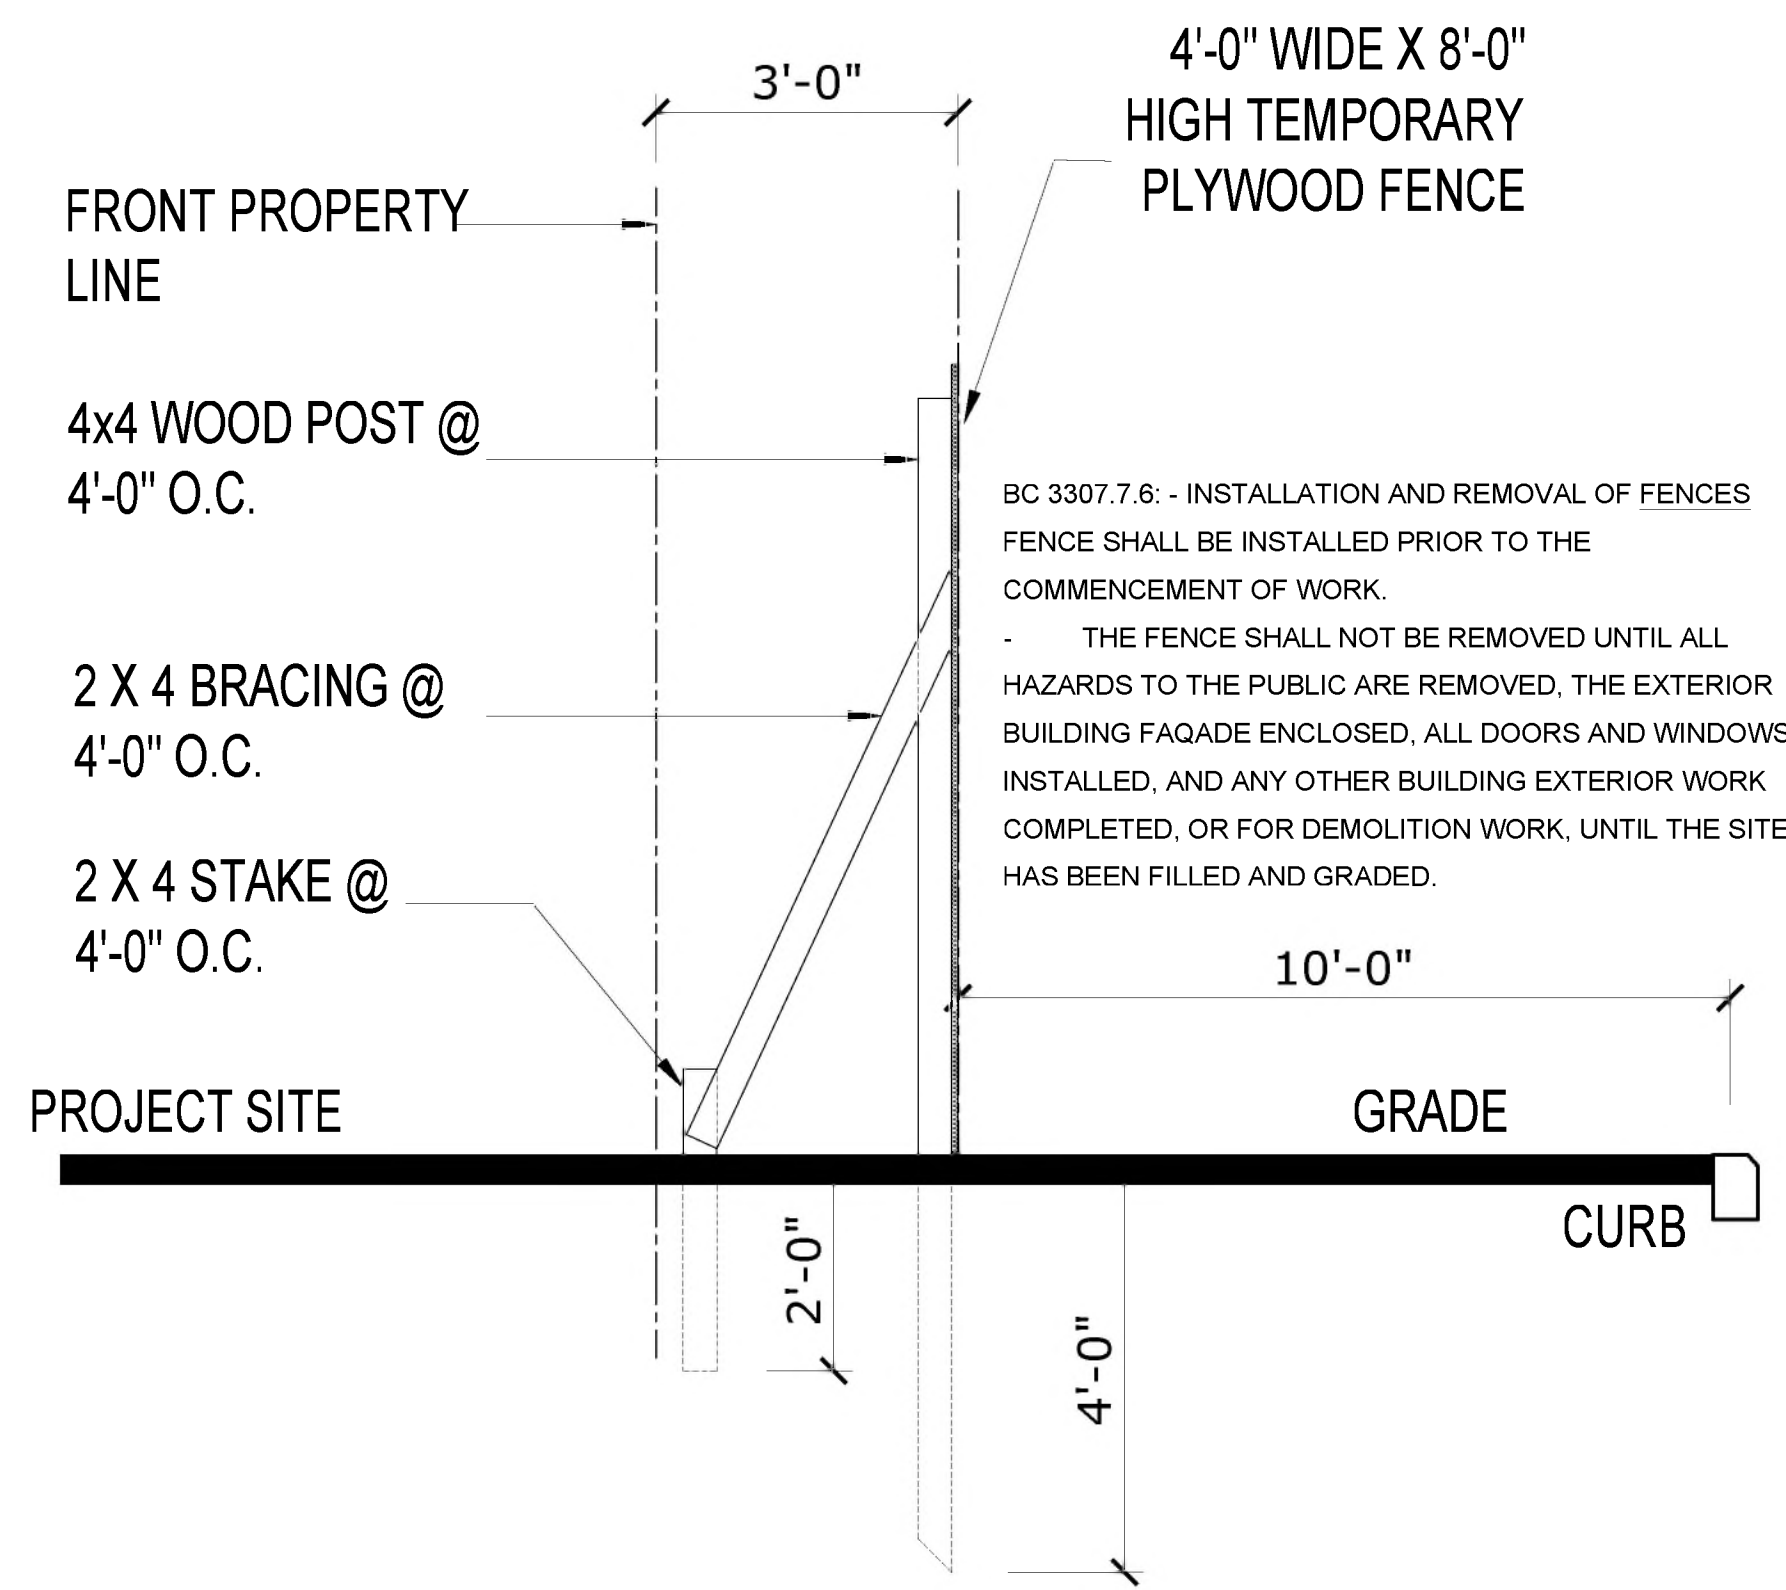 3'-0"
4'-0" WIDE X 8'-0"
HIGH TEMPORARY
PLYWOOD FENCE
FRONT PROPERTY
LINE
4x4 WOOD POST @
4'-0" O.C.
BC 3307.7.6: - INSTALLATION AND REMOVAL OF FENCES
FENCE SHALL BE INSTALLED PRIOR TO THE
COMMENCEMENT OF WORK.
- THE FENCE SHALL NOT BE REMOVED UNTIL ALL
HAZARDS TO THE PUBLIC ARE REMOVED, THE EXTERIOR
BUILDING FAQADE ENCLOSED, ALL DOORS AND WINDOWS
INSTALLED, AND ANY OTHER BUILDING EXTERIOR WORK
COMPLETED, OR FOR DEMOLITION WORK, UNTIL THE SITE
HAS BEEN FILLED AND GRADED.
2 X 4 BRACING @
4'-0" O.C.
2 X 4 STAKE @
4'-0" O.C.
10'-0"
PROJECT SITE
GRADE
CURB
2'-0"
4'-0"